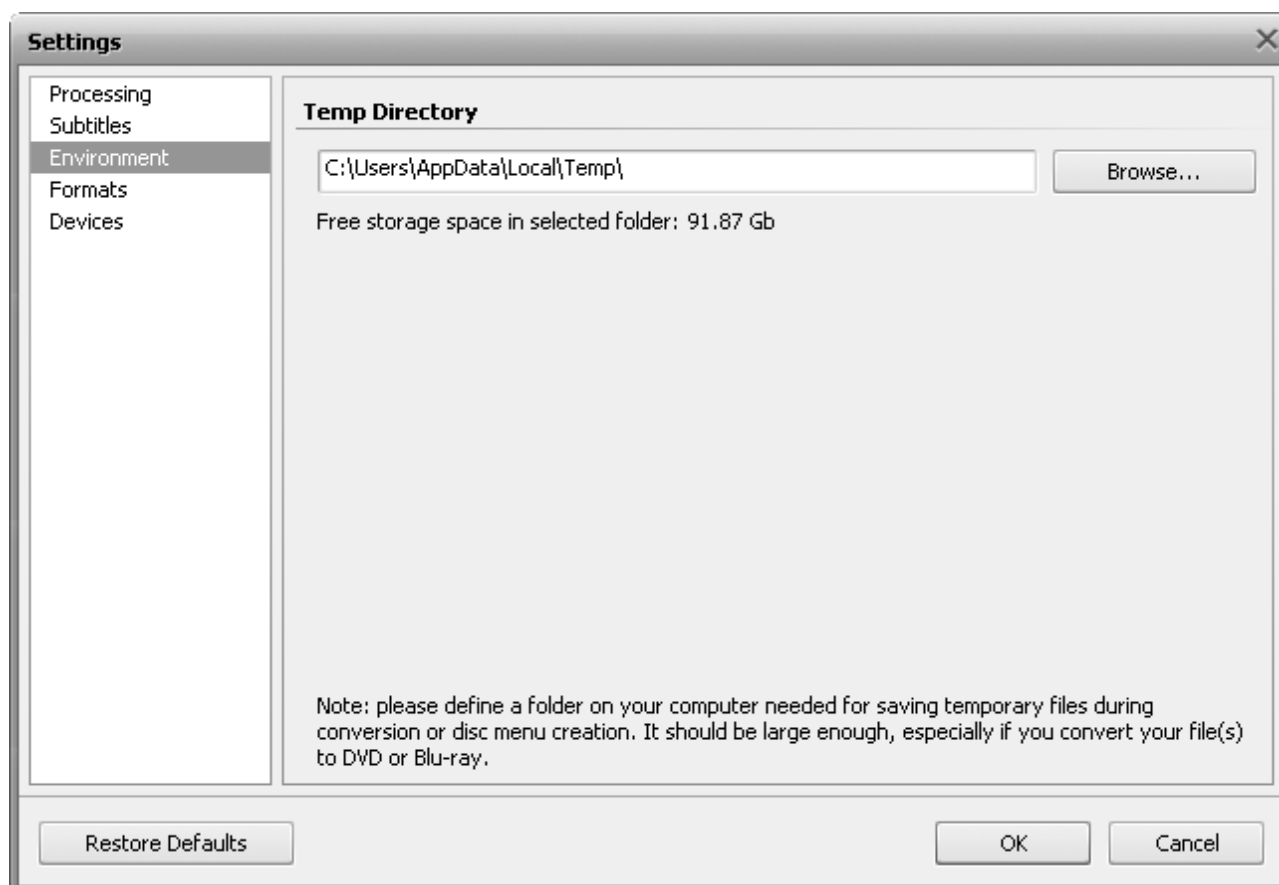 Settings
Processing
Subtitles
Environment
Formats
Devices
Temp Directory
C:\Users\AppData\Local\Temp\
Browse...
Free storage space in selected folder: 91.87 Gb
Note: please define a folder on your computer needed for saving temporary files during
conversion or disc menu creation. It should be large enough, especially if you convert your file(s)
to DVD or Blu-ray.
Restore Defaults
OK
Cancel